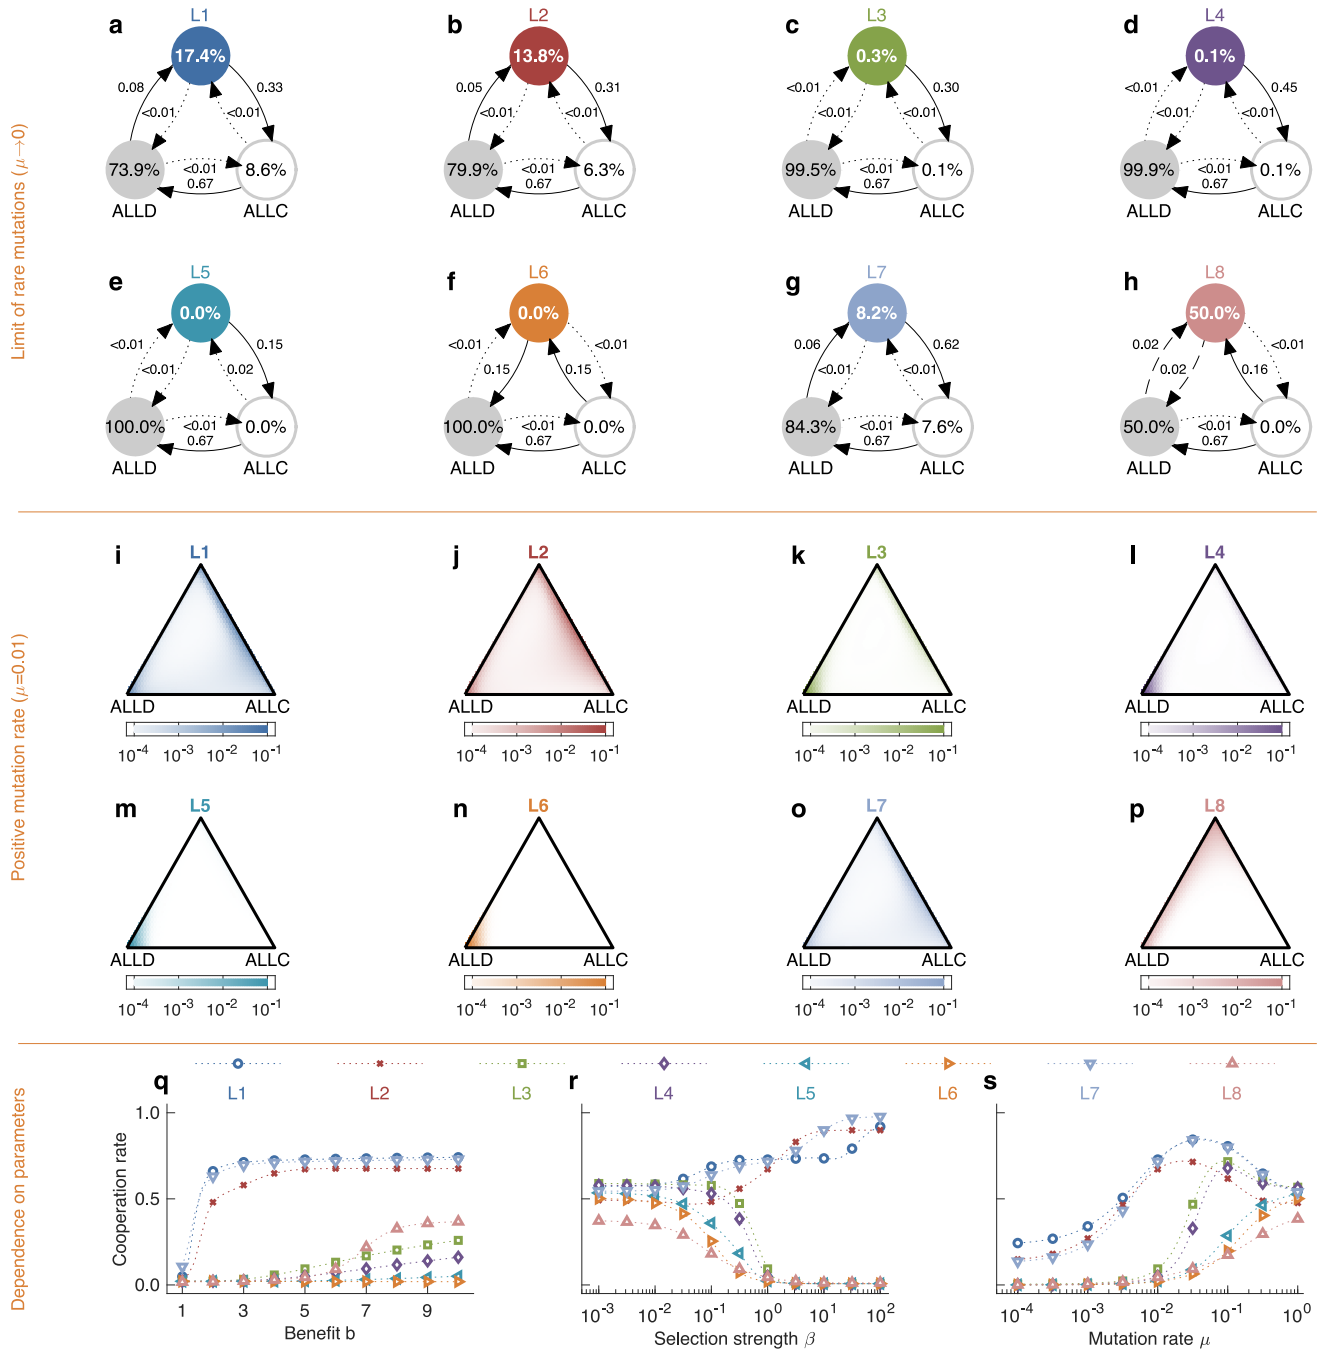 Limit of rare mutations (μ→0)
a
L1
17.4%
0.08
0.33
<0.01
<0.01
73.9%
<0.01
0.67
8.6%
ALLD
ALLC
b
L2
13.8%
0.05
0.31
<0.01
<0.01
79.9%
<0.01
0.67
6.3%
ALLD
ALLC
c
L3
0.3%
<0.01
0.30
<0.01
<0.01
99.5%
<0.01
0.67
0.1%
ALLD
ALLC
d
L4
0.1%
<0.01
0.45
<0.01
<0.01
99.9%
<0.01
0.67
0.1%
ALLD
ALLC
e
L5
0.0%
<0.01
0.15
<0.01
0.02
100.0%
<0.01
0.67
0.0%
ALLD
ALLC
f
L6
0.0%
<0.01
<0.01
0.15
0.15
100.0%
<0.01
0.67
0.0%
ALLD
ALLC
g
L7
8.2%
0.06
0.62
<0.01
<0.01
84.3%
<0.01
0.67
7.6%
ALLD
ALLC
h
L8
50.0%
0.02
<0.01
0.02
0.16
50.0%
<0.01
0.67
0.0%
ALLD
ALLC
Positive mutation rate (μ=0.01)
i
L1
ALLD
ALLC
10⁻⁴ 10⁻³ 10⁻² 10⁻¹
j
L2
ALLD
ALLC
10⁻⁴ 10⁻³ 10⁻² 10⁻¹
k
L3
ALLD
ALLC
10⁻⁴ 10⁻³ 10⁻² 10⁻¹
l
L4
ALLD
ALLC
10⁻⁴ 10⁻³ 10⁻² 10⁻¹
m
L5
ALLD
ALLC
10⁻⁴ 10⁻³ 10⁻² 10⁻¹
n
L6
ALLD
ALLC
10⁻⁴ 10⁻³ 10⁻² 10⁻¹
o
L7
ALLD
ALLC
10⁻⁴ 10⁻³ 10⁻² 10⁻¹
p
L8
ALLD
ALLC
10⁻⁴ 10⁻³ 10⁻² 10⁻¹
Dependence on parameters
L1 L2 L3 L4 L5 L6 L7 L8
q
Cooperation rate
1.0
0.5
0.0
1 3 5 7 9
Benefit b
r
10⁻³ 10⁻² 10⁻¹ 10⁰ 10¹ 10²
Selection strength β
s
10⁻⁴ 10⁻³ 10⁻² 10⁻¹ 10⁰
Mutation rate μ